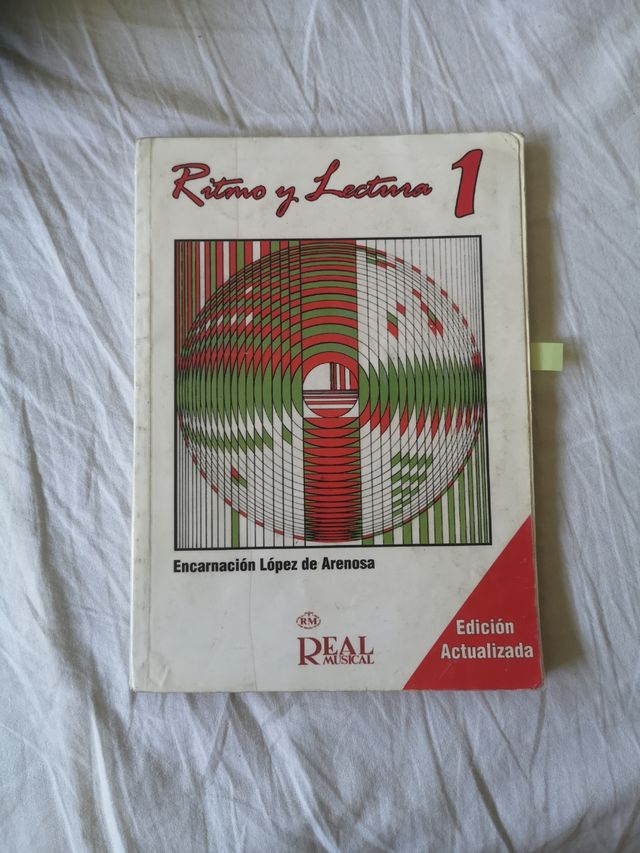 Ritmo y Lectura 1
Encarnación López de Arenosa
RM
REAL
MUSICAL
Edición
Actualizada